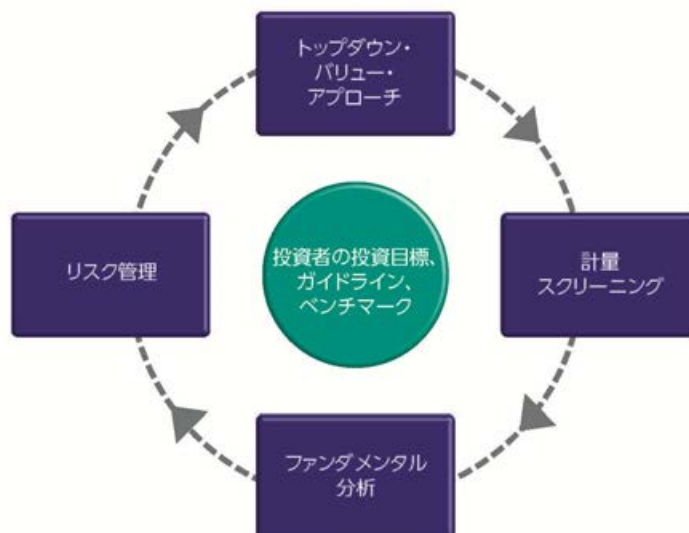 トップダウン・
バリュー・
アプローチ
リスク管理
投資者の投資目標、
ガイドライン、
ベンチマーク
計量
スクリーニング
ファンダメンタル
分析